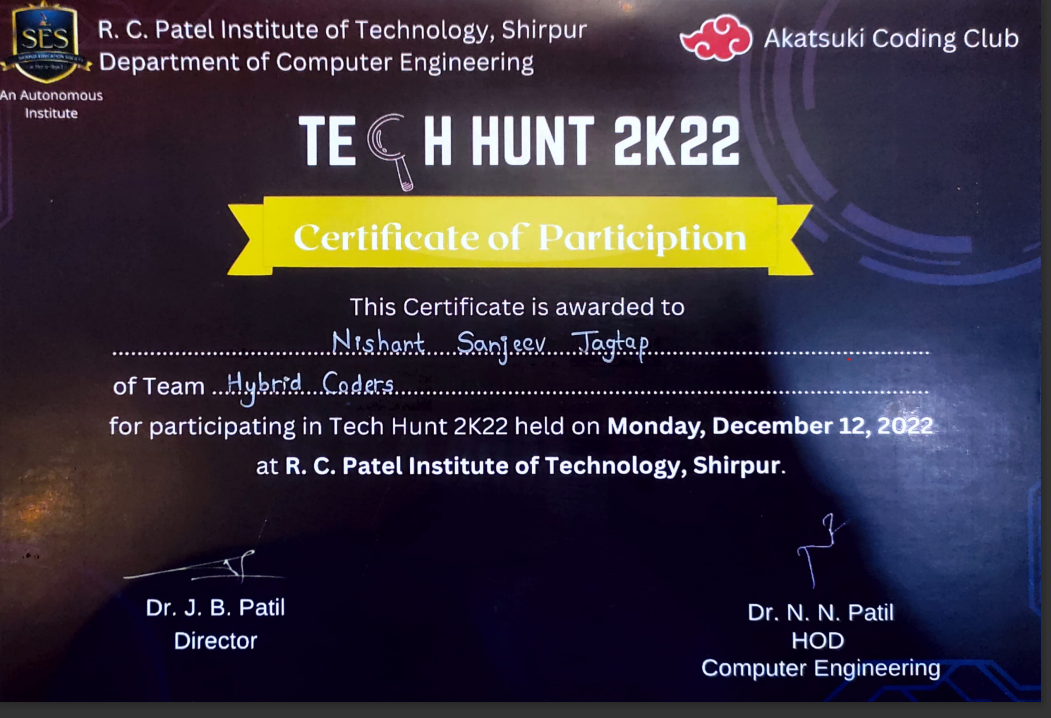 SES
R. C. Patel Institute of Technology, Shirpur
Department of Computer Engineering
An Autonomous
Institute
Akatsuki Coding Club
TECH HUNT 2K22
Certificate of Particiption
This Certificate is awarded to
Nishant Sanjeev Jagtap
of Team Hybrid Coders
for participating in Tech Hunt 2K22 held on Monday, December 12, 2022
at R. C. Patel Institute of Technology, Shirpur.
Dr. J. B. Patil
Director
Dr. N. N. Patil
HOD
Computer Engineering